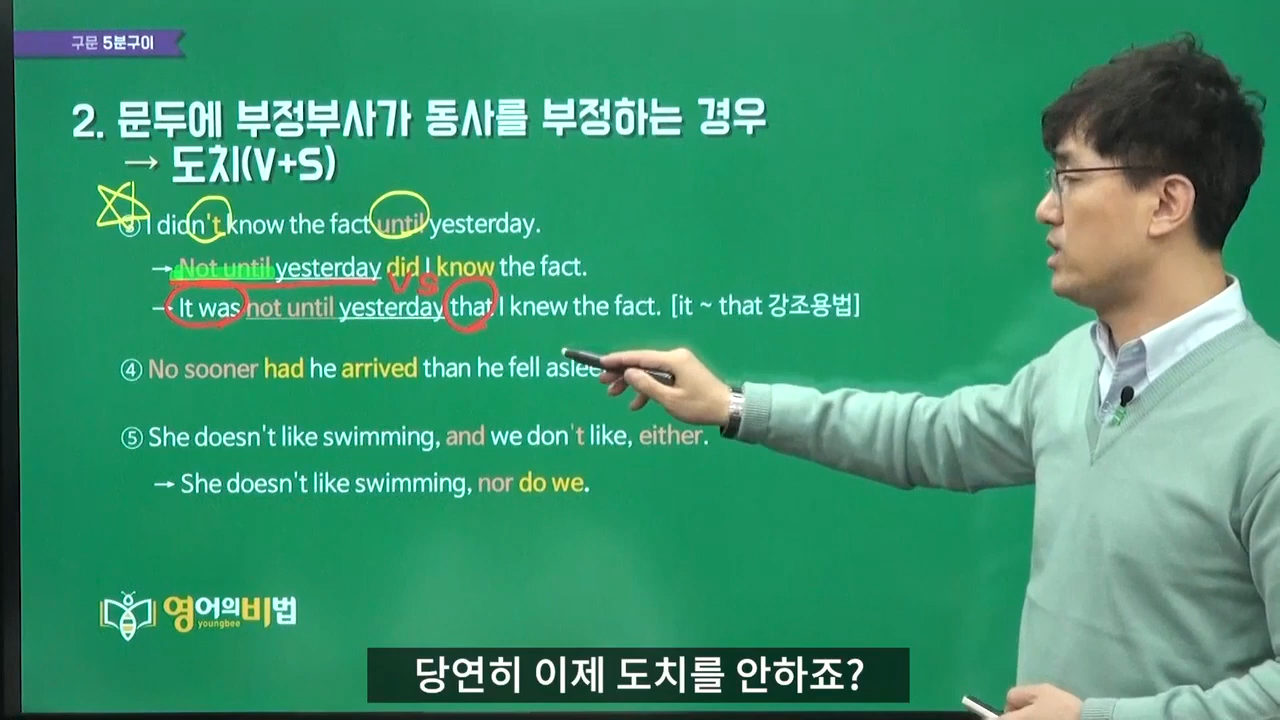 구문 5분구이
2. 문두에 부정부사가 동사를 부정하는 경우
→ 도치(V+S)
③ I didn't know the fact until yesterday.
→ Not until yesterday did I know the fact.
V S
→ It was not until yesterday that I knew the fact. [it ~ that 강조용법]
④ No sooner had he arrived than he fell aslee
⑤ She doesn't like swimming, and we don't like, either.
→ She doesn't like swimming, nor do we.
영어의비법
youngbee
당연히 이제 도치를 안하죠?